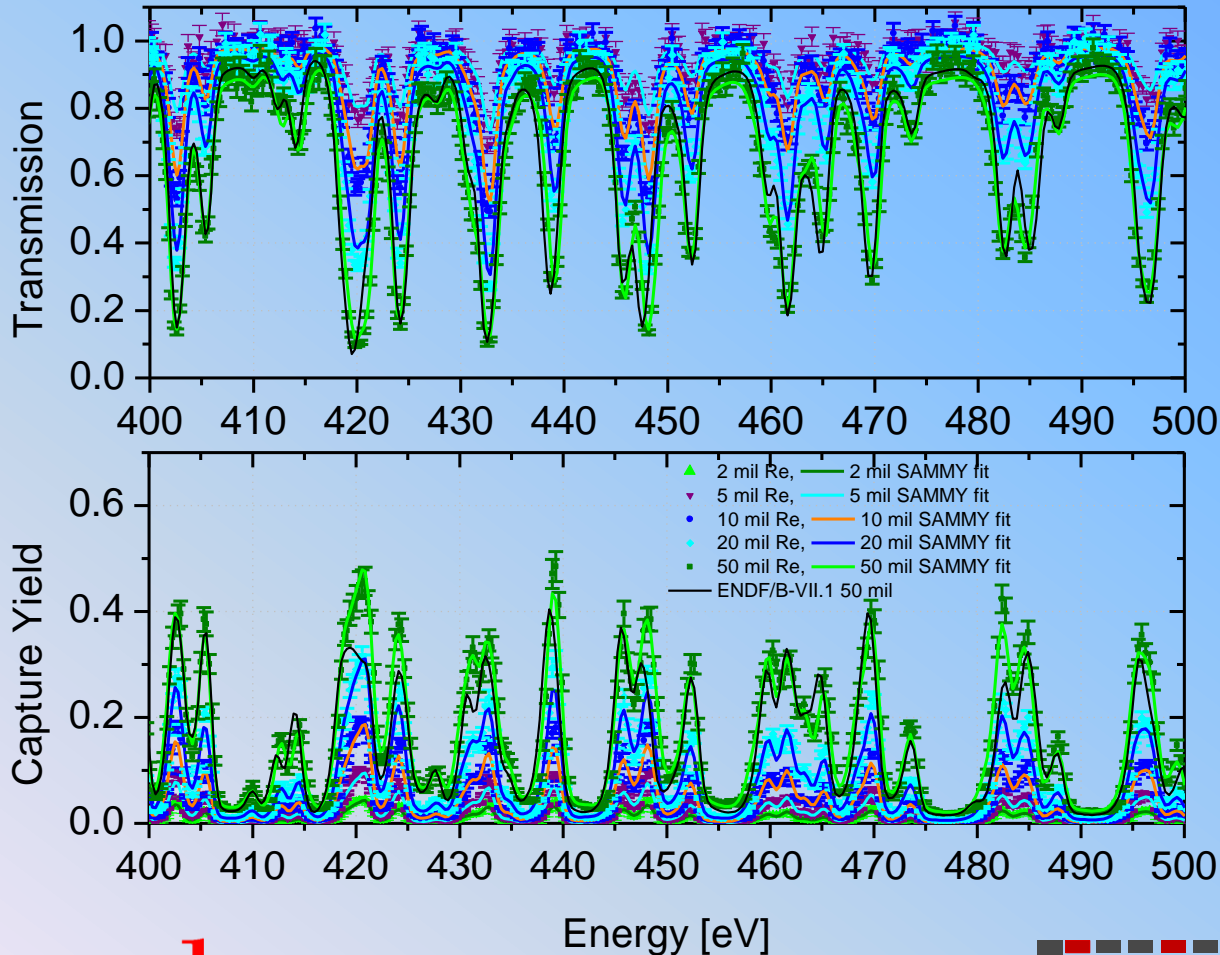 Transmission
1.0
0.8
0.6
0.4
0.2
0.0
400 410 420 430 440 450 460 470 480 490 500
Capture Yield
0.6
0.4
0.2
0.0
2 mil Re, 2 mil SAMMY fit
5 mil Re, 5 mil SAMMY fit
10 mil Re, 10 mil SAMMY fit
20 mil Re, 20 mil SAMMY fit
50 mil Re, 50 mil SAMMY fit
ENDF/B-VII.1 50 mil
400 410 420 430 440 450 460 470 480 490 500
Energy [eV]